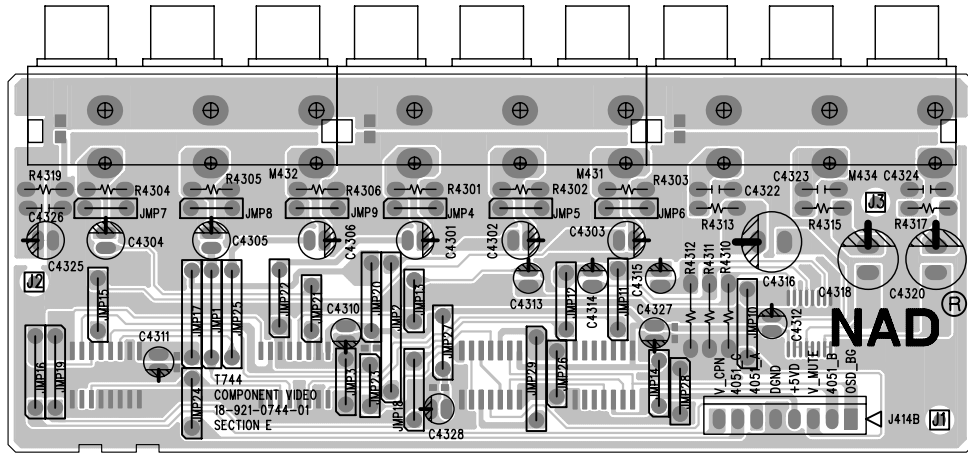 R4319
R4304
R4305
M432
R4306
R4301
R4302
M431
R4303
C4322
C4323
M434
C4324
C4326
JMP7
JMP8
JMP9
JMP4
JMP5
JMP6
R4313
R4315
J3
R4317
C4325
C4304
C4305
C4306
C4301
C4302
C4303
J2
JMP15
JMP17
JMP1
JMP25
JMP22
JMP21
JMP20
JMP2
JMP13
C4313
JMP12
C4314
JMP11
C4315
R4312
R4311
R4310
C4316
C4318
C4320
C4310
C4311
JMP27
C4327
JMP10
C4312
NAD®
JMP16
JMP19
JMP3
JMP23
JMP18
JMP29
JMP26
JMP14
JMP28
V_CPN
4051_C
4051_A
DGND
+5VD
V_MUTE
4051_B
OSD_BG
JMP24
T744
COMPONENT VIDEO
18-921-0744-01
SECTION E
C4328
J414B
J1